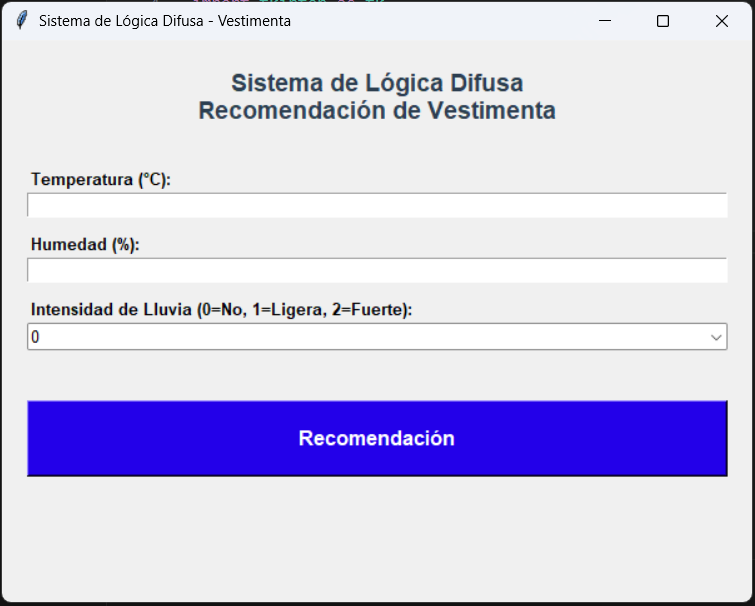 Sistema de Lógica Difusa - Vestimenta
Sistema de Lógica Difusa
Recomendación de Vestimenta
Temperatura (°C):
Humedad (%):
Intensidad de Lluvia (0=No, 1=Ligera, 2=Fuerte):
0
Recomendación